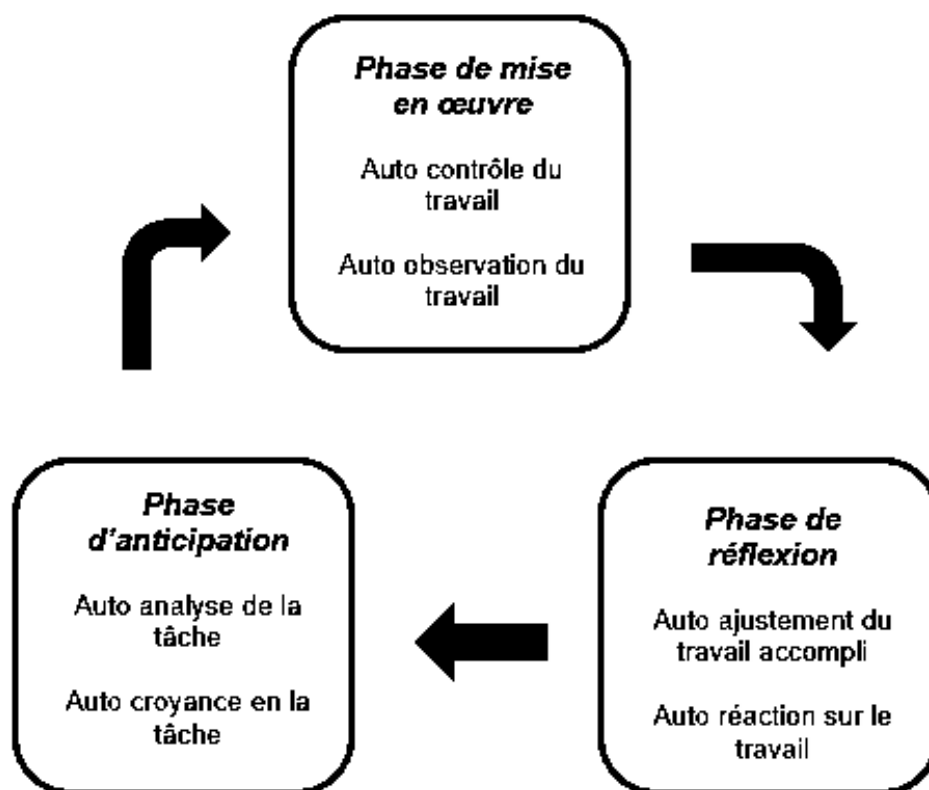 Phase de mise
en œuvre
Auto contrôle du
travail
Auto observation du
travail
Phase
d'anticipation
Auto analyse de la
tâche
Auto croyance en la
tâche
Phase de
réflexion
Auto ajustement du
travail accompli
Auto réaction sur le
travail